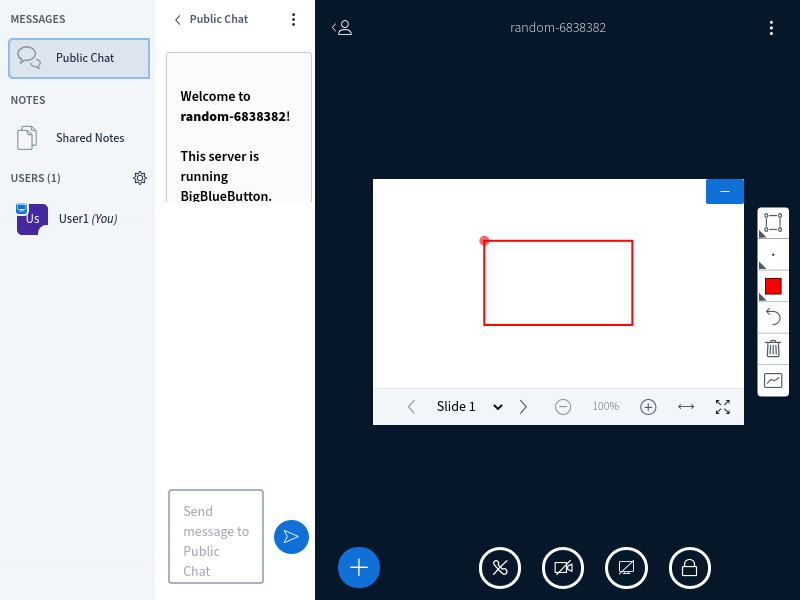 MESSAGES
Public Chat
NOTES
Shared Notes
USERS (1)
Us
User1 (You)
Public Chat
Welcome to
random-6838382!
This server is
running
BigBlueButton.
Send
message to
Public
Chat
random-6838382
Slide 1
100%